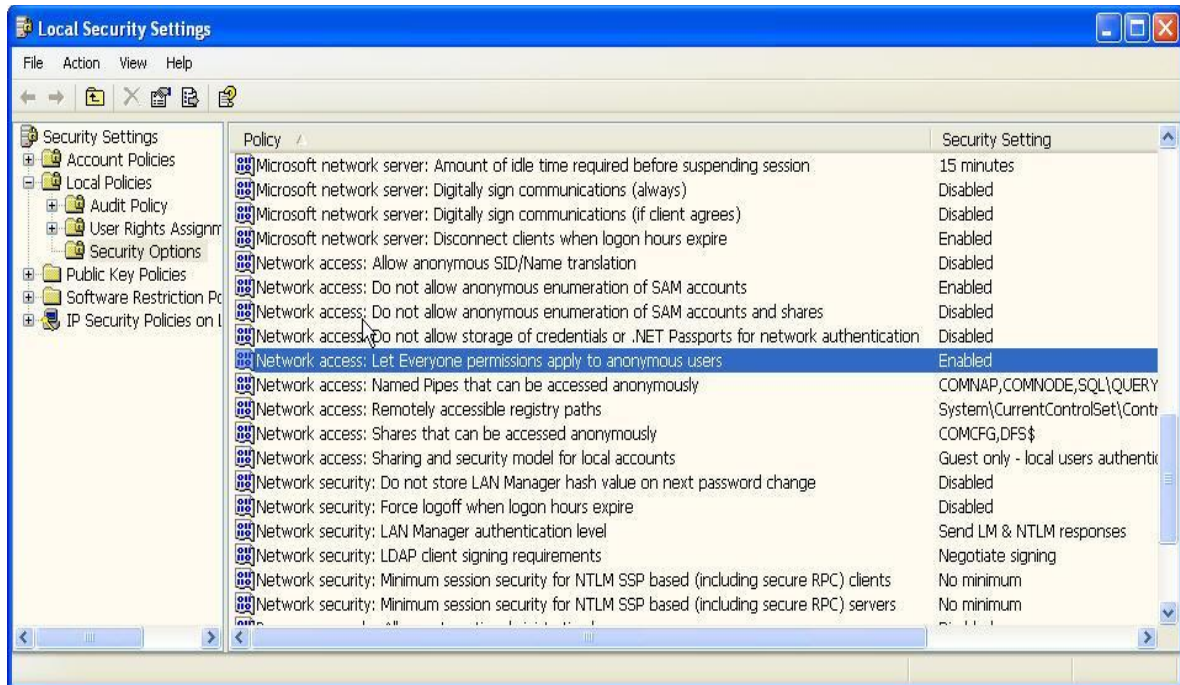 Local Security Settings
File Action View Help
Security Settings
Account Policies
Local Policies
Audit Policy
User Rights Assignm
Security Options
Public Key Policies
Software Restriction Po
IP Security Policies on L
Policy Security Setting
Microsoft network server: Amount of idle time required before suspending session 15 minutes
Microsoft network server: Digitally sign communications (always) Disabled
Microsoft network server: Digitally sign communications (if client agrees) Disabled
Microsoft network server: Disconnect clients when logon hours expire Enabled
Network access: Allow anonymous SID/Name translation Disabled
Network access: Do not allow anonymous enumeration of SAM accounts Enabled
Network access: Do not allow anonymous enumeration of SAM accounts and shares Disabled
Network access: Do not allow storage of credentials or .NET Passports for network authentication Disabled
Network access: Let Everyone permissions apply to anonymous users Enabled
Network access: Named Pipes that can be accessed anonymously COMNAP,COMNODE,SQL\QUERY
Network access: Remotely accessible registry paths System\CurrentControlSet\Contr
Network access: Shares that can be accessed anonymously COMCFG,DFS$
Network access: Sharing and security model for local accounts Guest only - local users authentic
Network security: Do not store LAN Manager hash value on next password change Disabled
Network security: Force logoff when logon hours expire Disabled
Network security: LAN Manager authentication level Send LM & NTLM responses
Network security: LDAP client signing requirements Negotiate signing
Network security: Minimum session security for NTLM SSP based (including secure RPC) clients No minimum
Network security: Minimum session security for NTLM SSP based (including secure RPC) servers No minimum